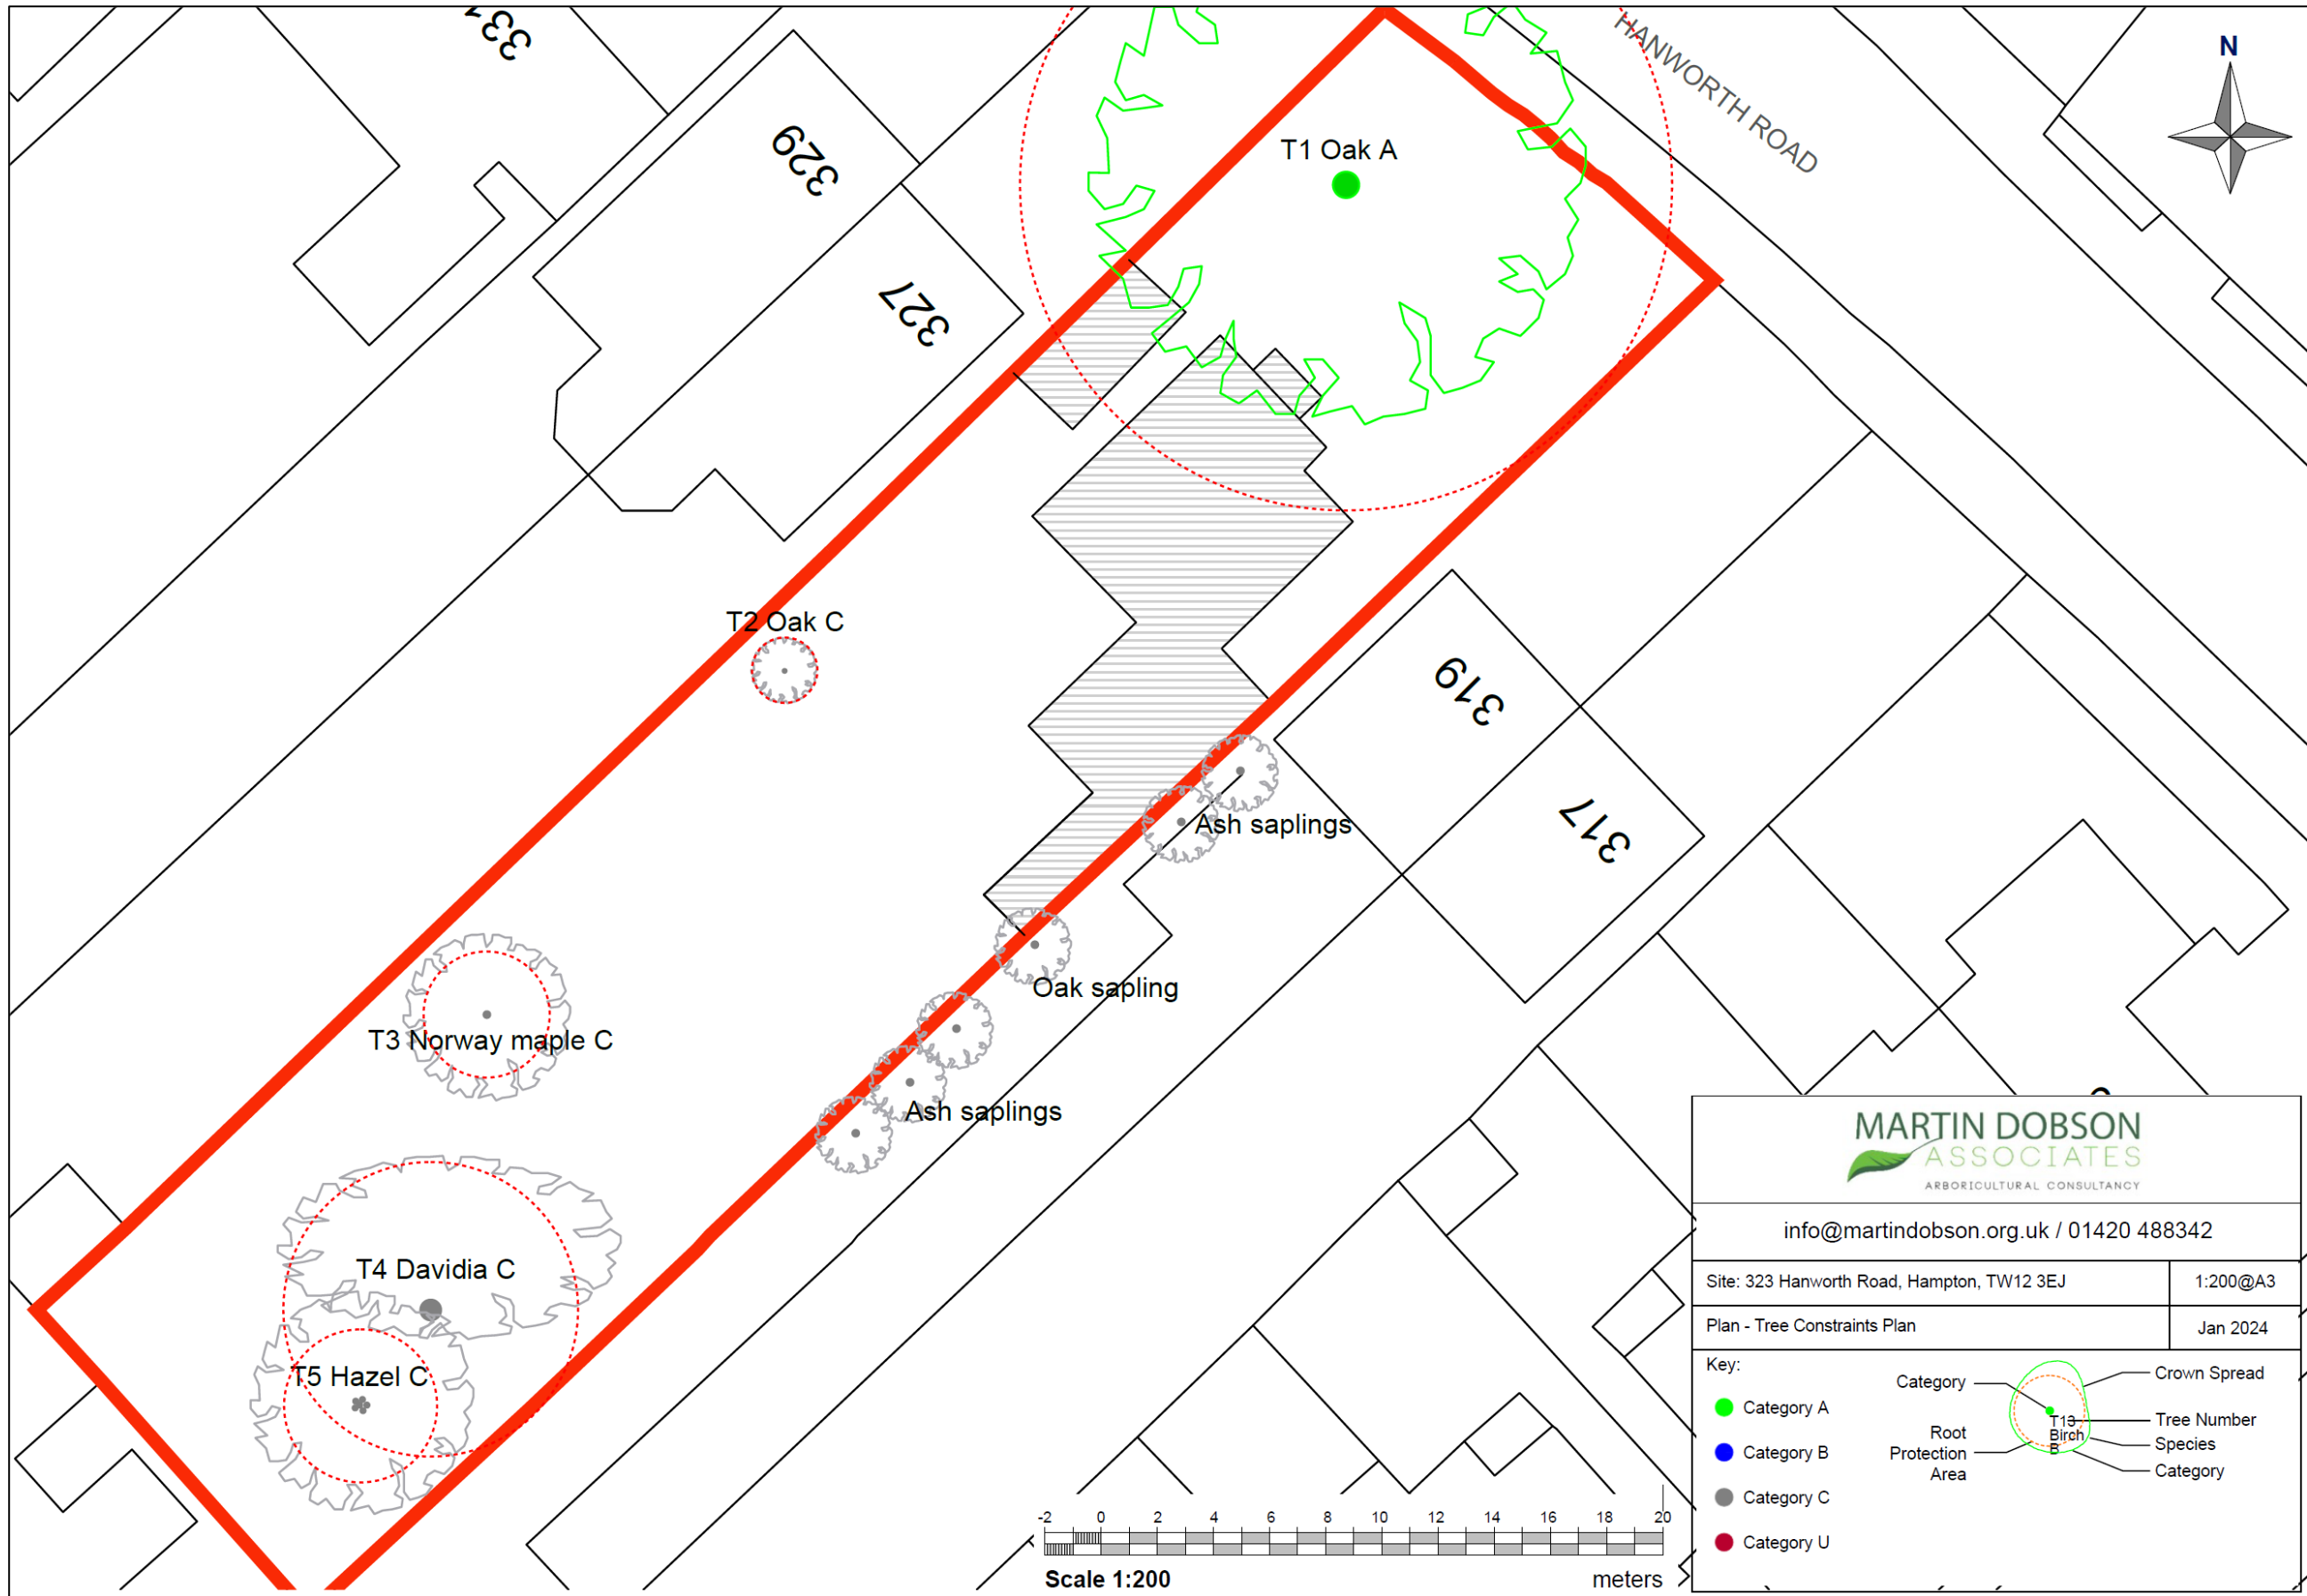 331
HANWORTH ROAD
N
329
T1 Oak A
327
T2 Oak C
319
317
Ash saplings
Oak sapling
T3 Norway maple C
Ash saplings
T4 Davidia C
T5 Hazel C
MARTIN DOBSON
ASSOCIATES
ARBORICULTURAL CONSULTANCY
info@martindobson.org.uk / 01420 488342
Site: 323 Hanworth Road, Hampton, TW12 3EJ
1:200@A3
Plan - Tree Constraints Plan
Jan 2024
Key:
Category A
Category B
Category C
Category U
Category
Root
Protection
Area
T13
Birch
B
Crown Spread
Tree Number
Species
Category
-2 0 2 4 6 8 10 12 14 16 18 20
Scale 1:200
meters